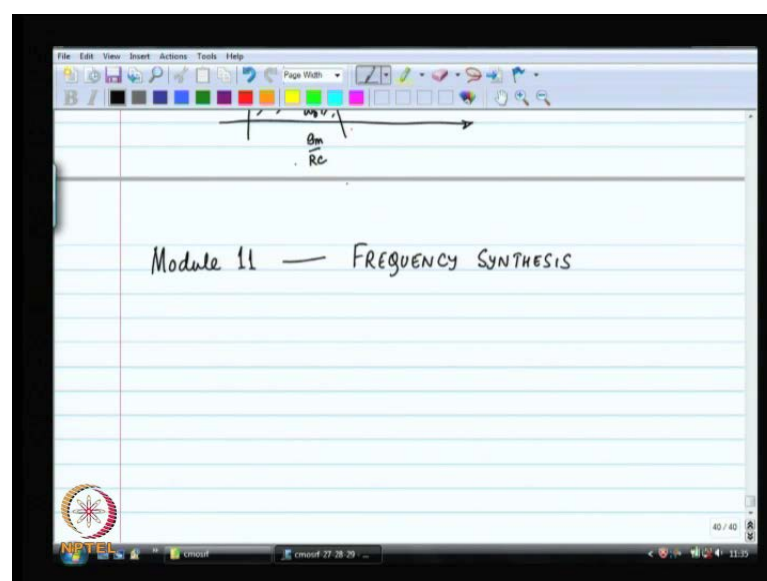 File Edit View Insert Actions Tools Help
Page Width
B I
gm
RC
Module 11 — FREQUENCY SYNTHESIS
40 / 40
NPTEL
cmosrf
cmosrf-27-28-29 - ...
11:35